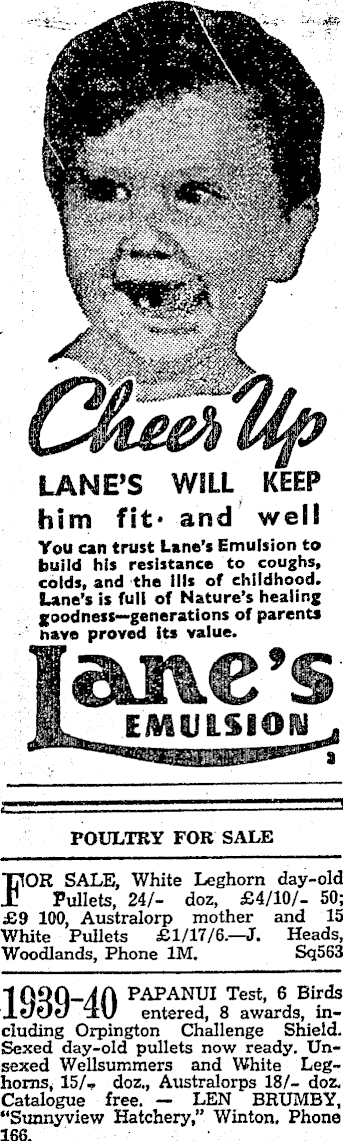 Cheer Up
LANE'S WILL KEEP
him fit· and well
You can trust Lane's Emulsion to
build his resistance to coughs,
colds, and the ills of childhood.
Lane's is full of Nature's healing
goodness—generations of parents
have proved its value.
Lane's
EMULSION
POULTRY FOR SALE
FOR SALE, White Leghorn day-old
Pullets, 24/- doz, £4/10/- 50;
£9 100, Australorp mother and 15
White Pullets £1/17/6.—J. Heads,
Woodlands, Phone 1M. Sq563
1939-40 PAPANUI Test, 6 Birds
entered, 8 awards, in-
cluding Orpington Challenge Shield.
Sexed day-old pullets now ready. Un-
sexed Wellsummers and White Leg-
horns, 15/- doz., Australorps 18/- doz.
Catalogue free. — LEN BRUMBY,
"Sunnyview Hatchery," Winton. Phone
166.